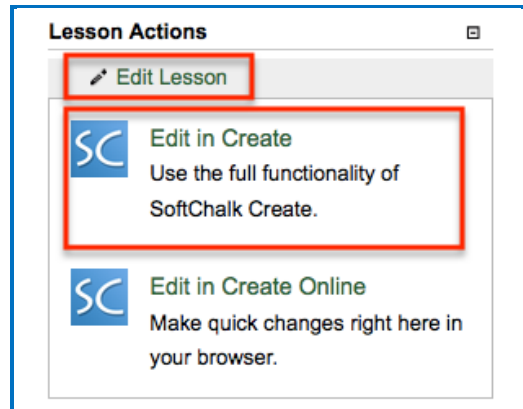 Lesson Actions
Edit Lesson
SC
Edit in Create
Use the full functionality of
SoftChalk Create.
SC
Edit in Create Online
Make quick changes right here in
your browser.